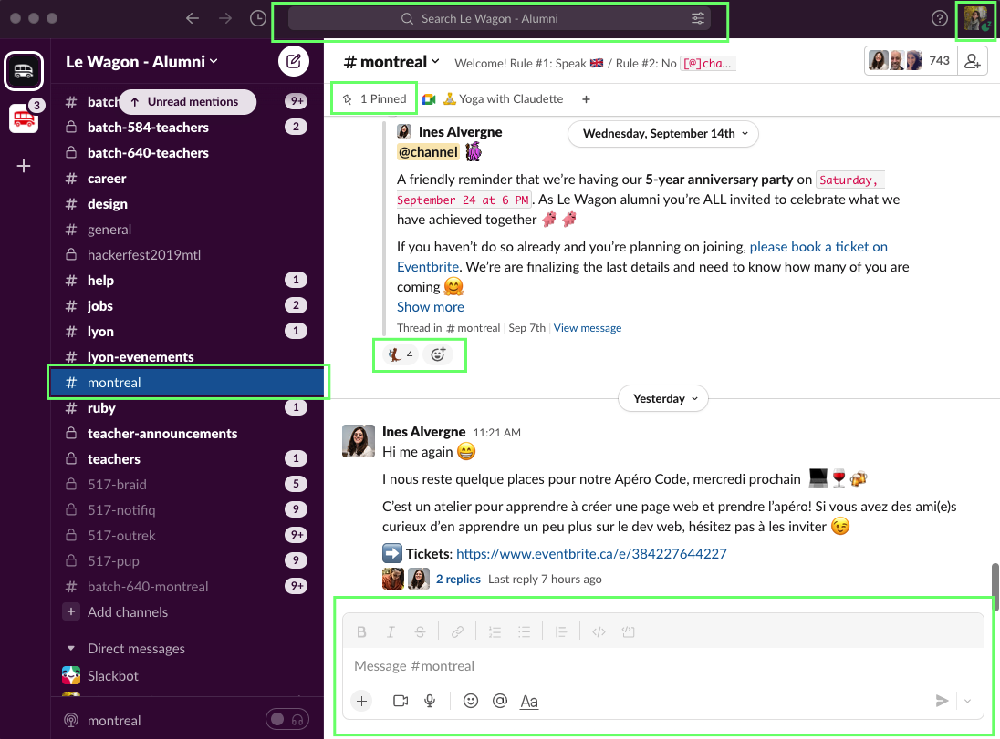 Search Le Wagon - Alumni
3
Le Wagon - Alumni
Unread mentions
batch
9+
batch-584-teachers
2
batch-640-teachers
career
design
general
hackerfest2019mtl
help
1
jobs
2
lyon
1
lyon-evenements
montreal
ruby
1
teacher-announcements
teachers
1
517-braid
5
517-notifiq
9
517-outrek
9+
517-pup
9
batch-640-montreal
9+
Add channels
Direct messages
Slackbot
montreal
# montreal
Welcome! Rule #1: Speak 🇬🇧 / Rule #2: No [@]cha...
743
1 Pinned
Yoga with Claudette
+
Ines Alvergne
Wednesday, September 14th
@channel
A friendly reminder that we’re having our 5-year anniversary party on Saturday,
September 24 at 6 PM. As Le Wagon alumni you’re ALL invited to celebrate what we
have achieved together
If you haven’t do so already and you’re planning on joining, please book a ticket on
Eventbrite. We’re are finalizing the last details and need to know how many of you are
coming 🤗
Show more
Thread in # montreal | Sep 7th | View message
4
Yesterday
Ines Alvergne 11:21 AM
Hi me again 😁
I nous reste quelque places pour notre Apéro Code, mercredi prochain 💻🍷🍻
C’est un atelier pour apprendre à créer une page web et prendre l’apéro! Si vous avez des ami(e)s
curieux d’en apprendre un peu plus sur le dev web, hésitez pas à les inviter 😉
➡️ Tickets: https://www.eventbrite.ca/e/384227644227
2 replies Last reply 7 hours ago
B I S
Message #montreal
+ @ Aa